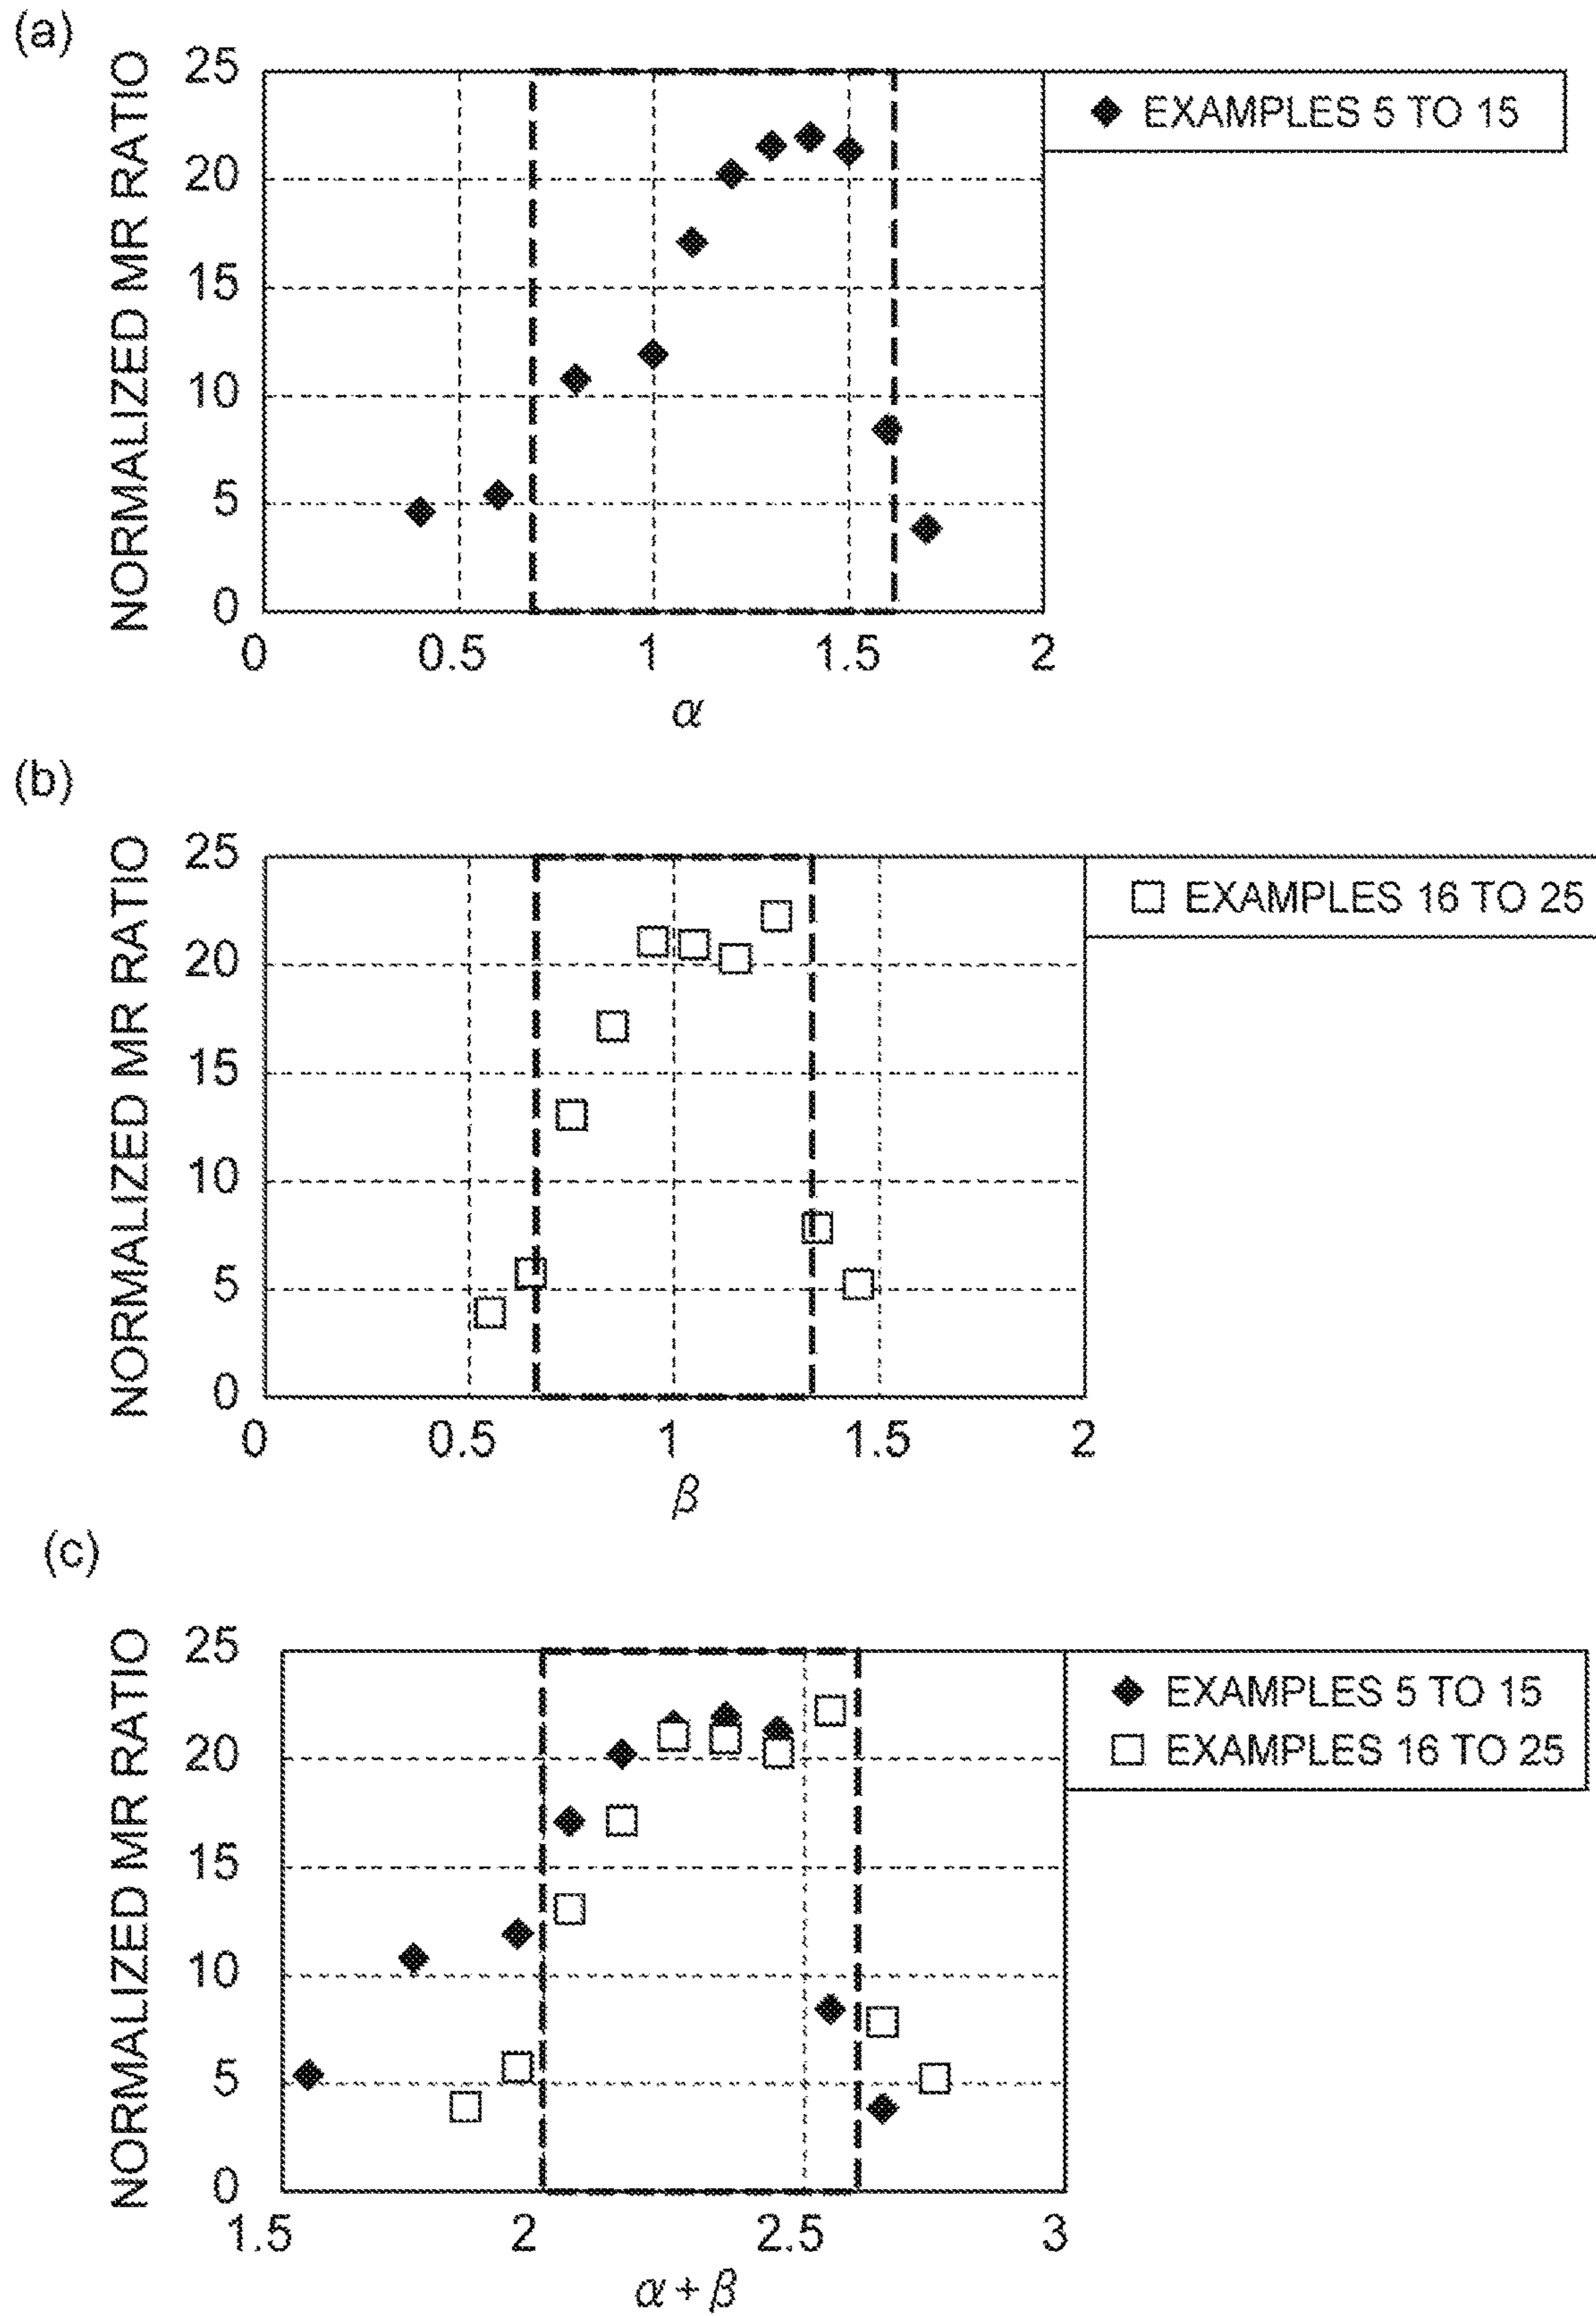 (a)
NORMALIZED MR RATIO
25
20
15
10
5
0
0 0.5 1 1.5 2
α
◆ EXAMPLES 5 TO 15
(b)
NORMALIZED MR RATIO
25
20
15
10
5
0
0 0.5 1 1.5 2
β
□ EXAMPLES 16 TO 25
(c)
NORMALIZED MR RATIO
25
20
15
10
5
0
1.5 2 2.5 3
α + β
◆ EXAMPLES 5 TO 15
□ EXAMPLES 16 TO 25